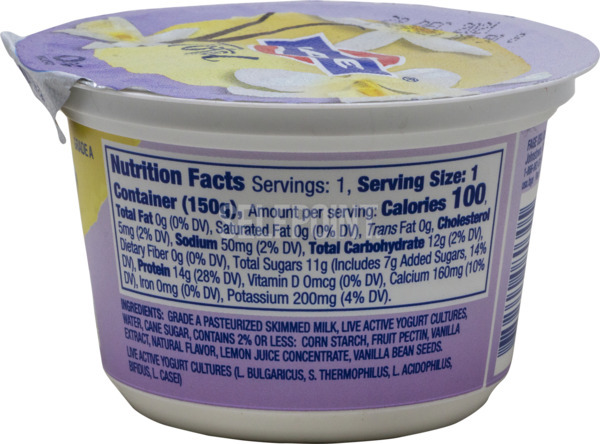 FAGE
GRADE A
Nutrition Facts Servings: 1, Serving Size: 1
Container (150g), Amount per serving: Calories 100,
Total Fat 0g (0% DV), Saturated Fat 0g (0% DV), Trans Fat 0g, Cholesterol
5mg (2% DV), Sodium 50mg (2% DV), Total Carbohydrate 12g (2% DV),
Dietary Fiber 0g (0% DV), Total Sugars 11g (Includes 7g Added Sugars, 14%
DV), Protein 14g (28% DV), Vitamin D 0mcg (0% DV), Calcium 160mg (10%
DV), Iron 0mg (0% DV), Potassium 200mg (4% DV).
INGREDIENTS: GRADE A PASTEURIZED SKIMMED MILK, LIVE ACTIVE YOGURT CULTURES,
WATER, CANE SUGAR, CONTAINS 2% OR LESS: CORN STARCH, FRUIT PECTIN, VANILLA
EXTRACT, NATURAL FLAVOR, LEMON JUICE CONCENTRATE, VANILLA BEAN SEEDS.
LIVE ACTIVE YOGURT CULTURES (L. BULGARICUS, S. THERMOPHILUS, L. ACIDOPHILUS,
BIFIDUS, L. CASEI)